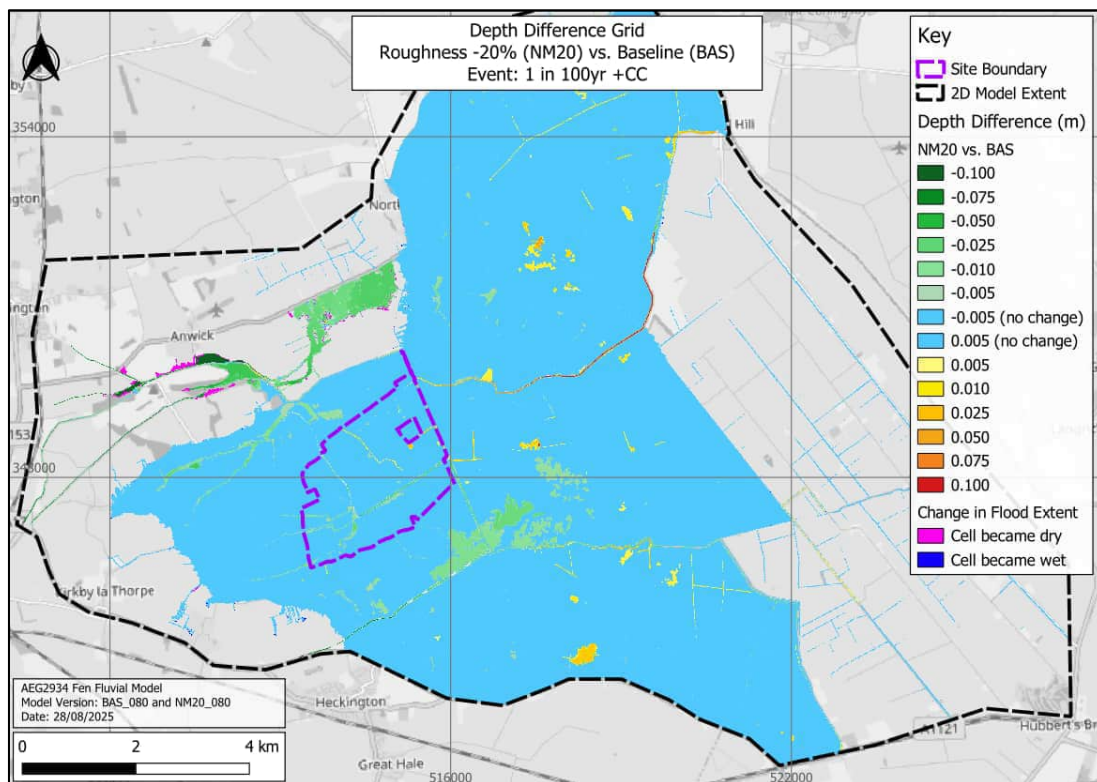 Depth Difference Grid
Roughness -20% (NM20) vs. Baseline (BAS)
Event: 1 in 100yr +CC
Key
Site Boundary
2D Model Extent
Depth Difference (m)
NM20 vs. BAS
-0.100
-0.075
-0.050
-0.025
-0.010
-0.005
-0.005 (no change)
0.005 (no change)
0.005
0.010
0.025
0.050
0.075
0.100
Change in Flood Extent
Cell became dry
Cell became wet
354000
Hill
North
ington
Anwick
153
348000
Kirkby la Thorpe
Heckington
Great Hale
A1121
Hubbert's Br
516000
522000
AEG2934 Fen Fluvial Model
Model Version: BAS_080 and NM20_080
Date: 28/08/2025
0 2 4 km